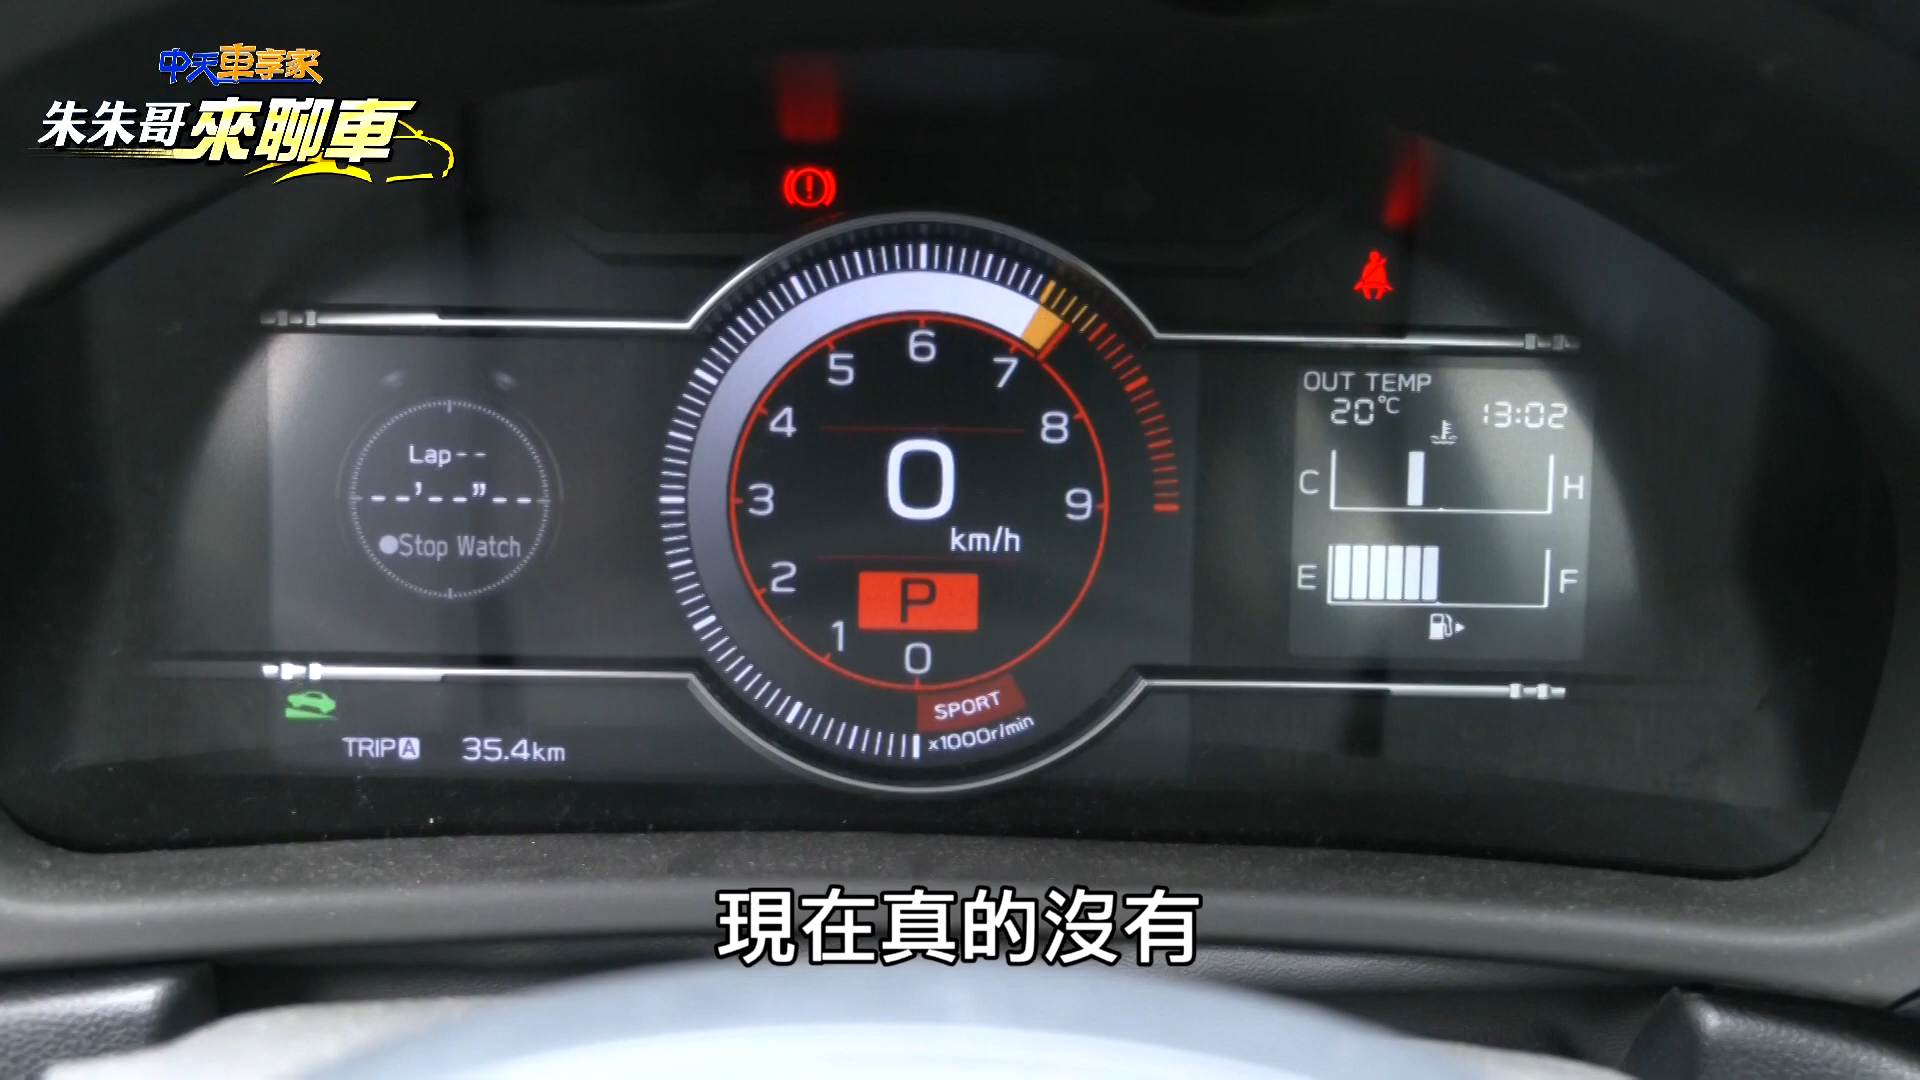 中天車享家
朱朱哥來聊車
Lap--
--'--"--
●Stop Watch
TRIP A 35.4km
5 6 7
4 8
3 9
2
1 0
0
km/h
P
SPORT
x1000r/min
OUT TEMP
20°C 13:02
C H
E F
現在真的沒有